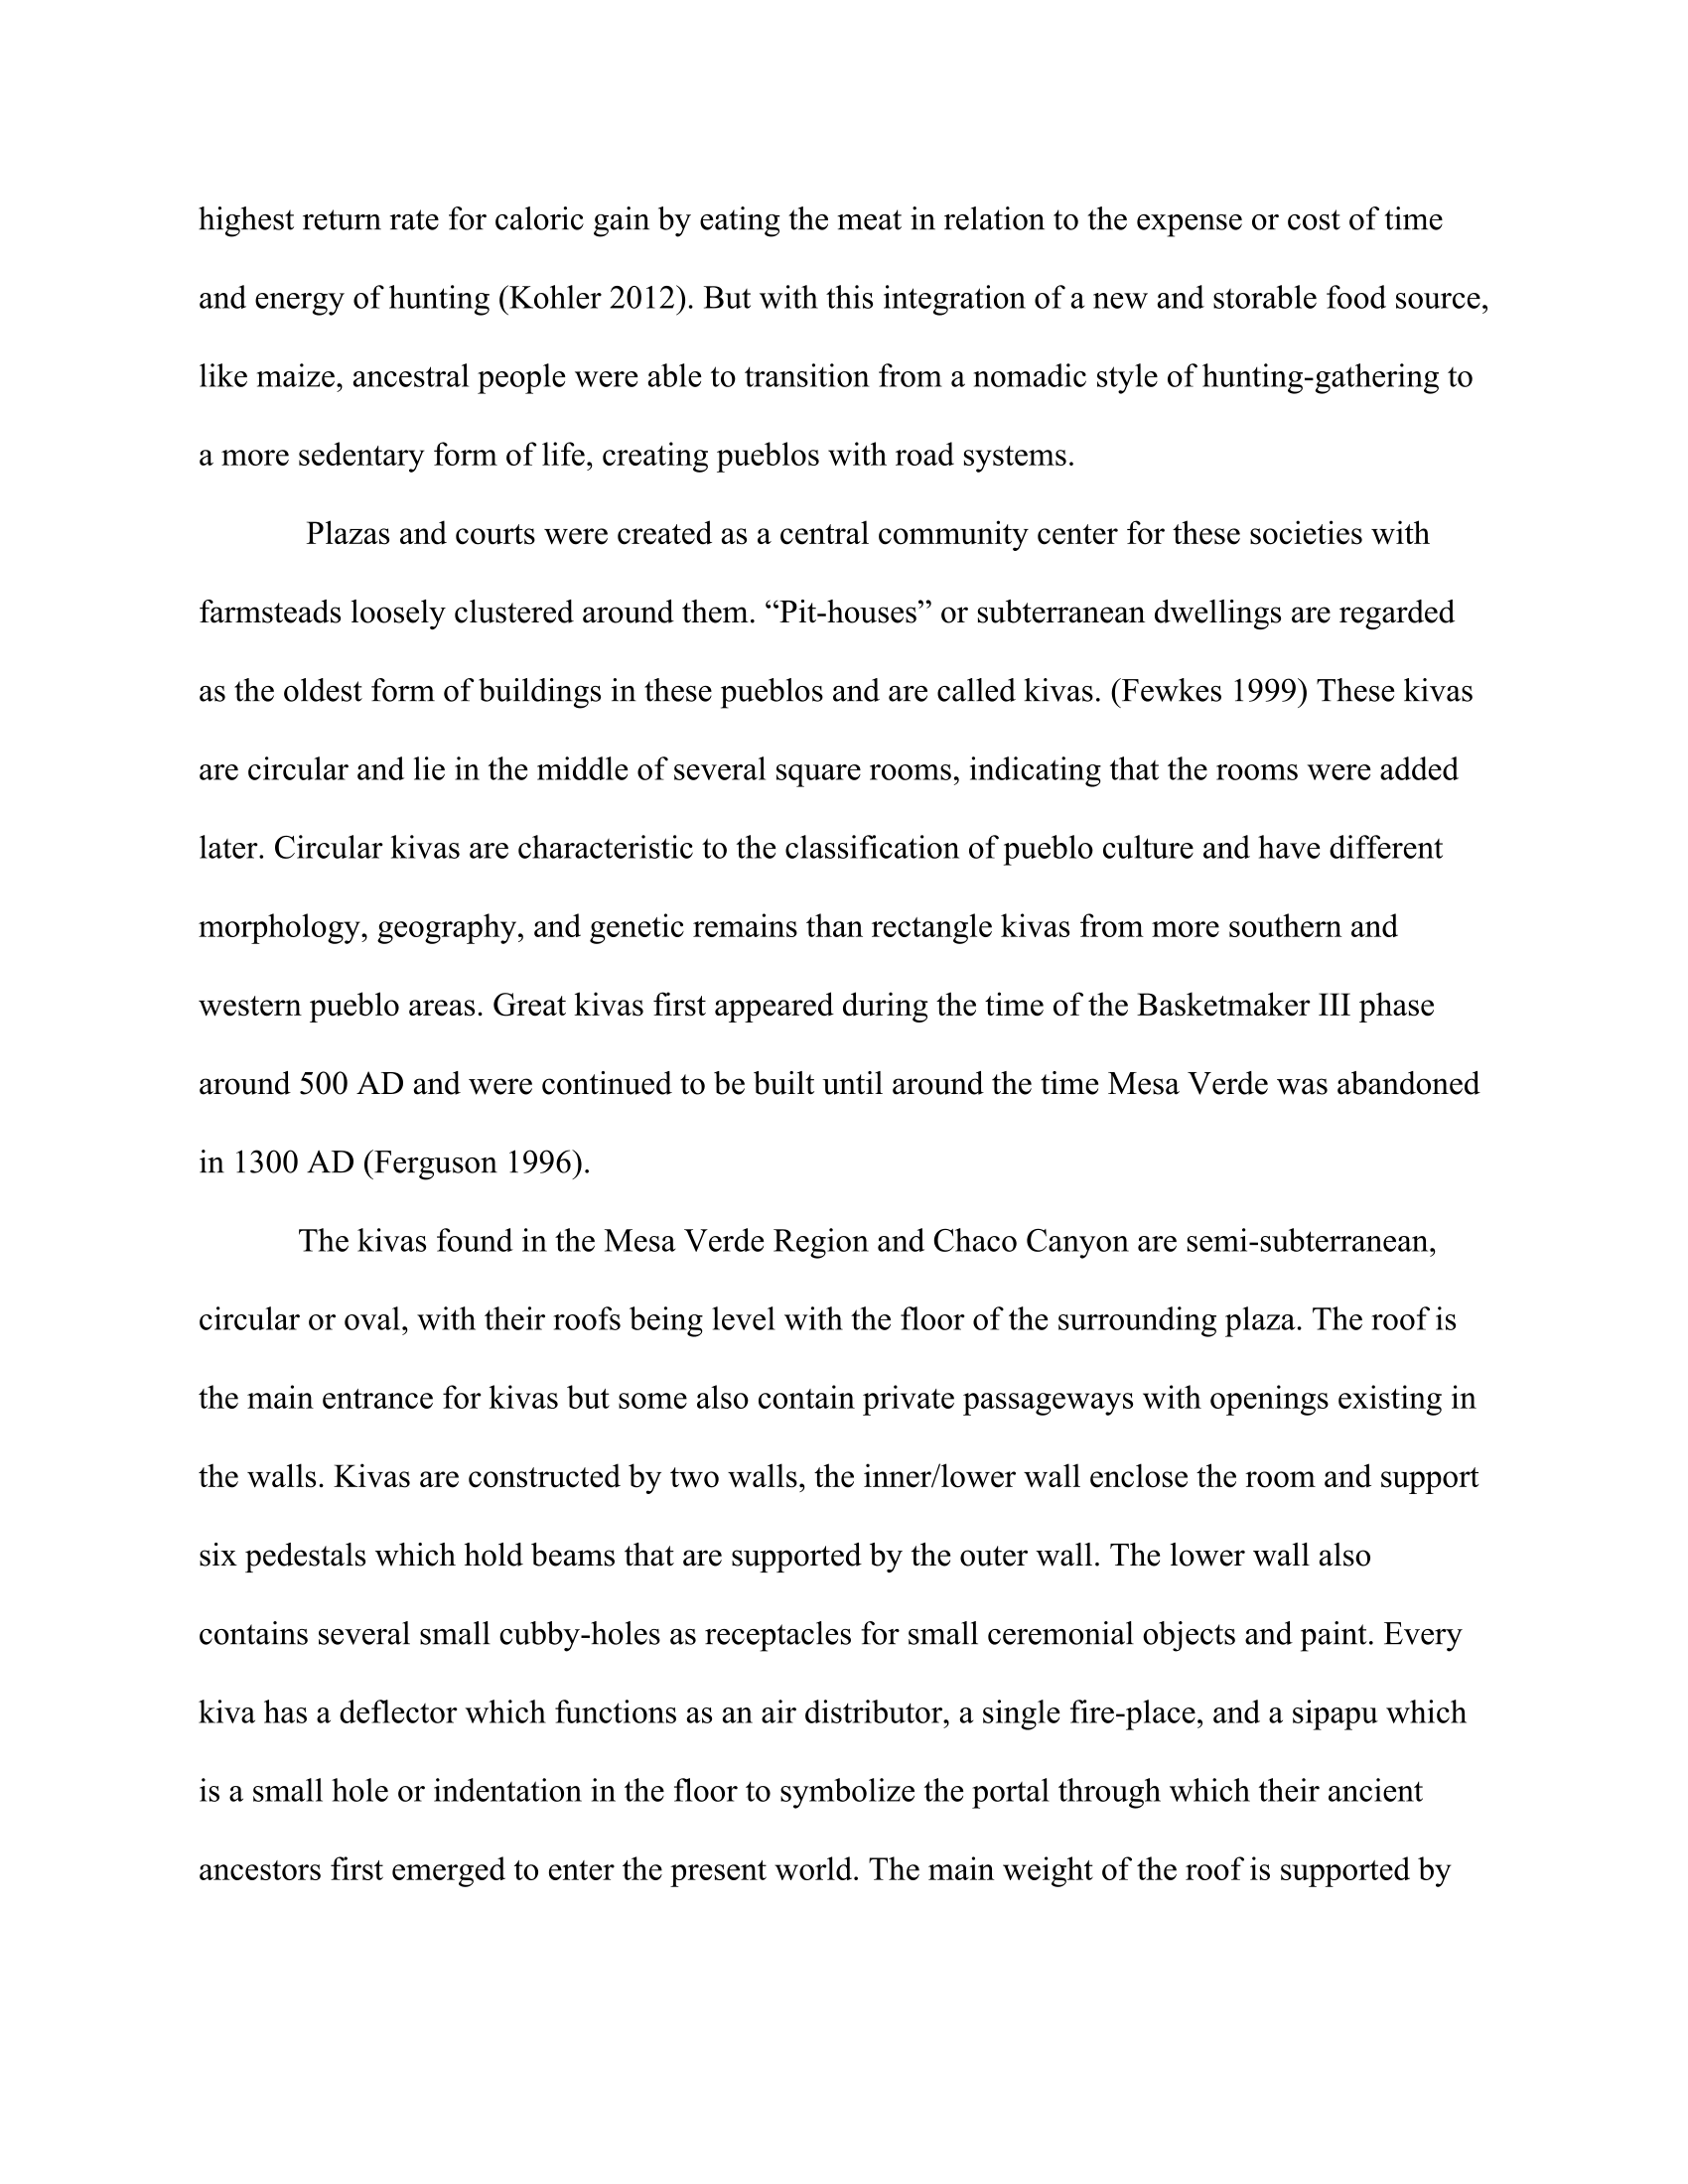 highest return rate for caloric gain by eating the meat in relation to the expense or cost of time
and energy of hunting (Kohler 2012). But with this integration of a new and storable food source,
like maize, ancestral people were able to transition from a nomadic style of hunting-gathering to
a more sedentary form of life, creating pueblos with road systems.
Plazas and courts were created as a central community center for these societies with
farmsteads loosely clustered around them. “Pit-houses” or subterranean dwellings are regarded
as the oldest form of buildings in these pueblos and are called kivas. (Fewkes 1999) These kivas
are circular and lie in the middle of several square rooms, indicating that the rooms were added
later. Circular kivas are characteristic to the classification of pueblo culture and have different
morphology, geography, and genetic remains than rectangle kivas from more southern and
western pueblo areas. Great kivas first appeared during the time of the Basketmaker III phase
around 500 AD and were continued to be built until around the time Mesa Verde was abandoned
in 1300 AD (Ferguson 1996).
The kivas found in the Mesa Verde Region and Chaco Canyon are semi-subterranean,
circular or oval, with their roofs being level with the floor of the surrounding plaza. The roof is
the main entrance for kivas but some also contain private passageways with openings existing in
the walls. Kivas are constructed by two walls, the inner/lower wall enclose the room and support
six pedestals which hold beams that are supported by the outer wall. The lower wall also
contains several small cubby-holes as receptacles for small ceremonial objects and paint. Every
kiva has a deflector which functions as an air distributor, a single fire-place, and a sipapu which
is a small hole or indentation in the floor to symbolize the portal through which their ancient
ancestors first emerged to enter the present world. The main weight of the roof is supported by